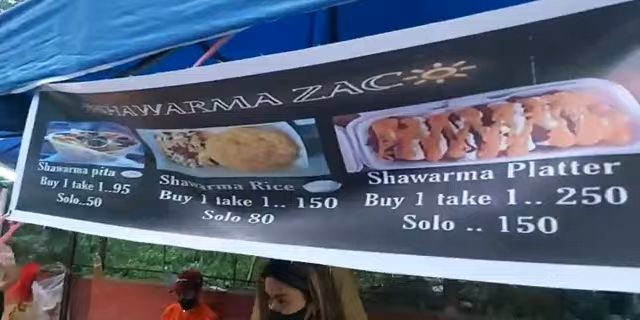 SHAWARMA ZAC
Shawarma pita
Buy 1 take 1..95
Solo..50
Shawarma Rice
Buy 1 take 1.. 150
Solo 80
Shawarma Platter
Buy 1 take 1.. 250
Solo .. 150